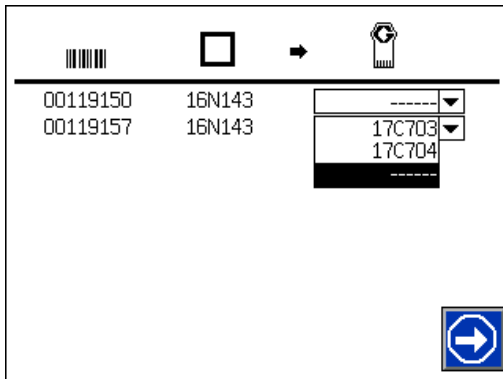 00119150 16N143 ------
00119157 16N143 17C703
17C704
------